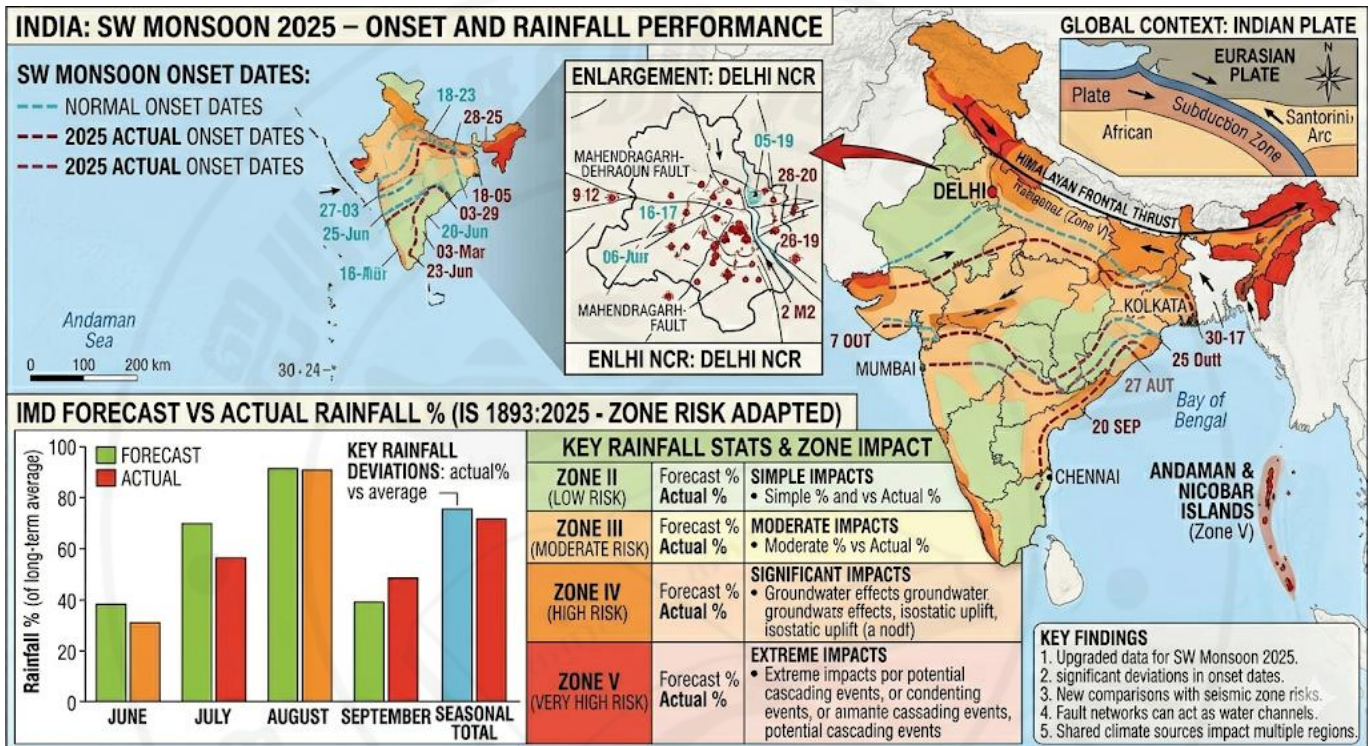 INDIA: SW MONSOON 2025 – ONSET AND RAINFALL PERFORMANCE
SW MONSOON ONSET DATES:
NORMAL ONSET DATES
2025 ACTUAL ONSET DATES
2025 ACTUAL ONSET DATES
18-23
28-25
18-05
03-29
20-Jun
03-Mar
23-Jun
27-03
25-Jun
16-Mär
Andaman
Sea
0 100 200 km
30・24
ENLARGEMENT: DELHI NCR
MAHENDRAGARH-
DEHRAOUN FAULT
05-19
28-20
9 12
16-17
26-19
MAHENDRAGARH-
FAULT
2 M2
ENLHI NCR: DELHI NCR
GLOBAL CONTEXT: INDIAN PLATE
EURASIAN
PLATE
N
Plate
Subduction Zone
African
Santorini,
Arc
DELHI
HIMALAYAN FRONTAL THRUST
(Zone V)
KOLKATA
7 OUT
MUMBAI
30-17
25 Outt
27 AUT
Bay of
Bengal
20 SEP
CHENNAI
ANDAMAN &
NICOBAR
ISLANDS
(Zone V)
IMD FORECAST VS ACTUAL RAINFALL % (IS 1893:2025 - ZONE RISK ADAPTED)
Rainfall % (of long-term average)
100
80
60
40
20
0
FORECAST
ACTUAL
KEY RAINFALL
DEVIATIONS: actual%
vs average
JUNE
JULY
AUGUST
SEPTEMBER
SEASONAL
TOTAL
KEY RAINFALL STATS & ZONE IMPACT
ZONE II
(LOW RISK)
Forecast %
Actual %
SIMPLE IMPACTS
• Simple % and vs Actual %
ZONE III
(MODERATE RISK)
Forecast %
Actual %
MODERATE IMPACTS
• Moderate % vs Actual %
ZONE IV
(HIGH RISK)
Forecast %
Actual %
SIGNIFICANT IMPACTS
• Groundwater effects groundwater
groundwars effects, isostatic uplift,
isostatic uplift (a nodt)
ZONE V
(VERY HIGH RISK)
Forecast %
Actual %
EXTREME IMPACTS
• Extreme impacts por potential
cascading events, or condenting
events, or aimante cassading events,
potential cascading events
KEY FINDINGS
1. Upgraded data for SW Monsoon 2025.
2. significant deviations in onset dates.
3. New comparisons with seismic zone risks.
4. Fault networks can act as water channels.
5. Shared climate sources impact multiple regions.